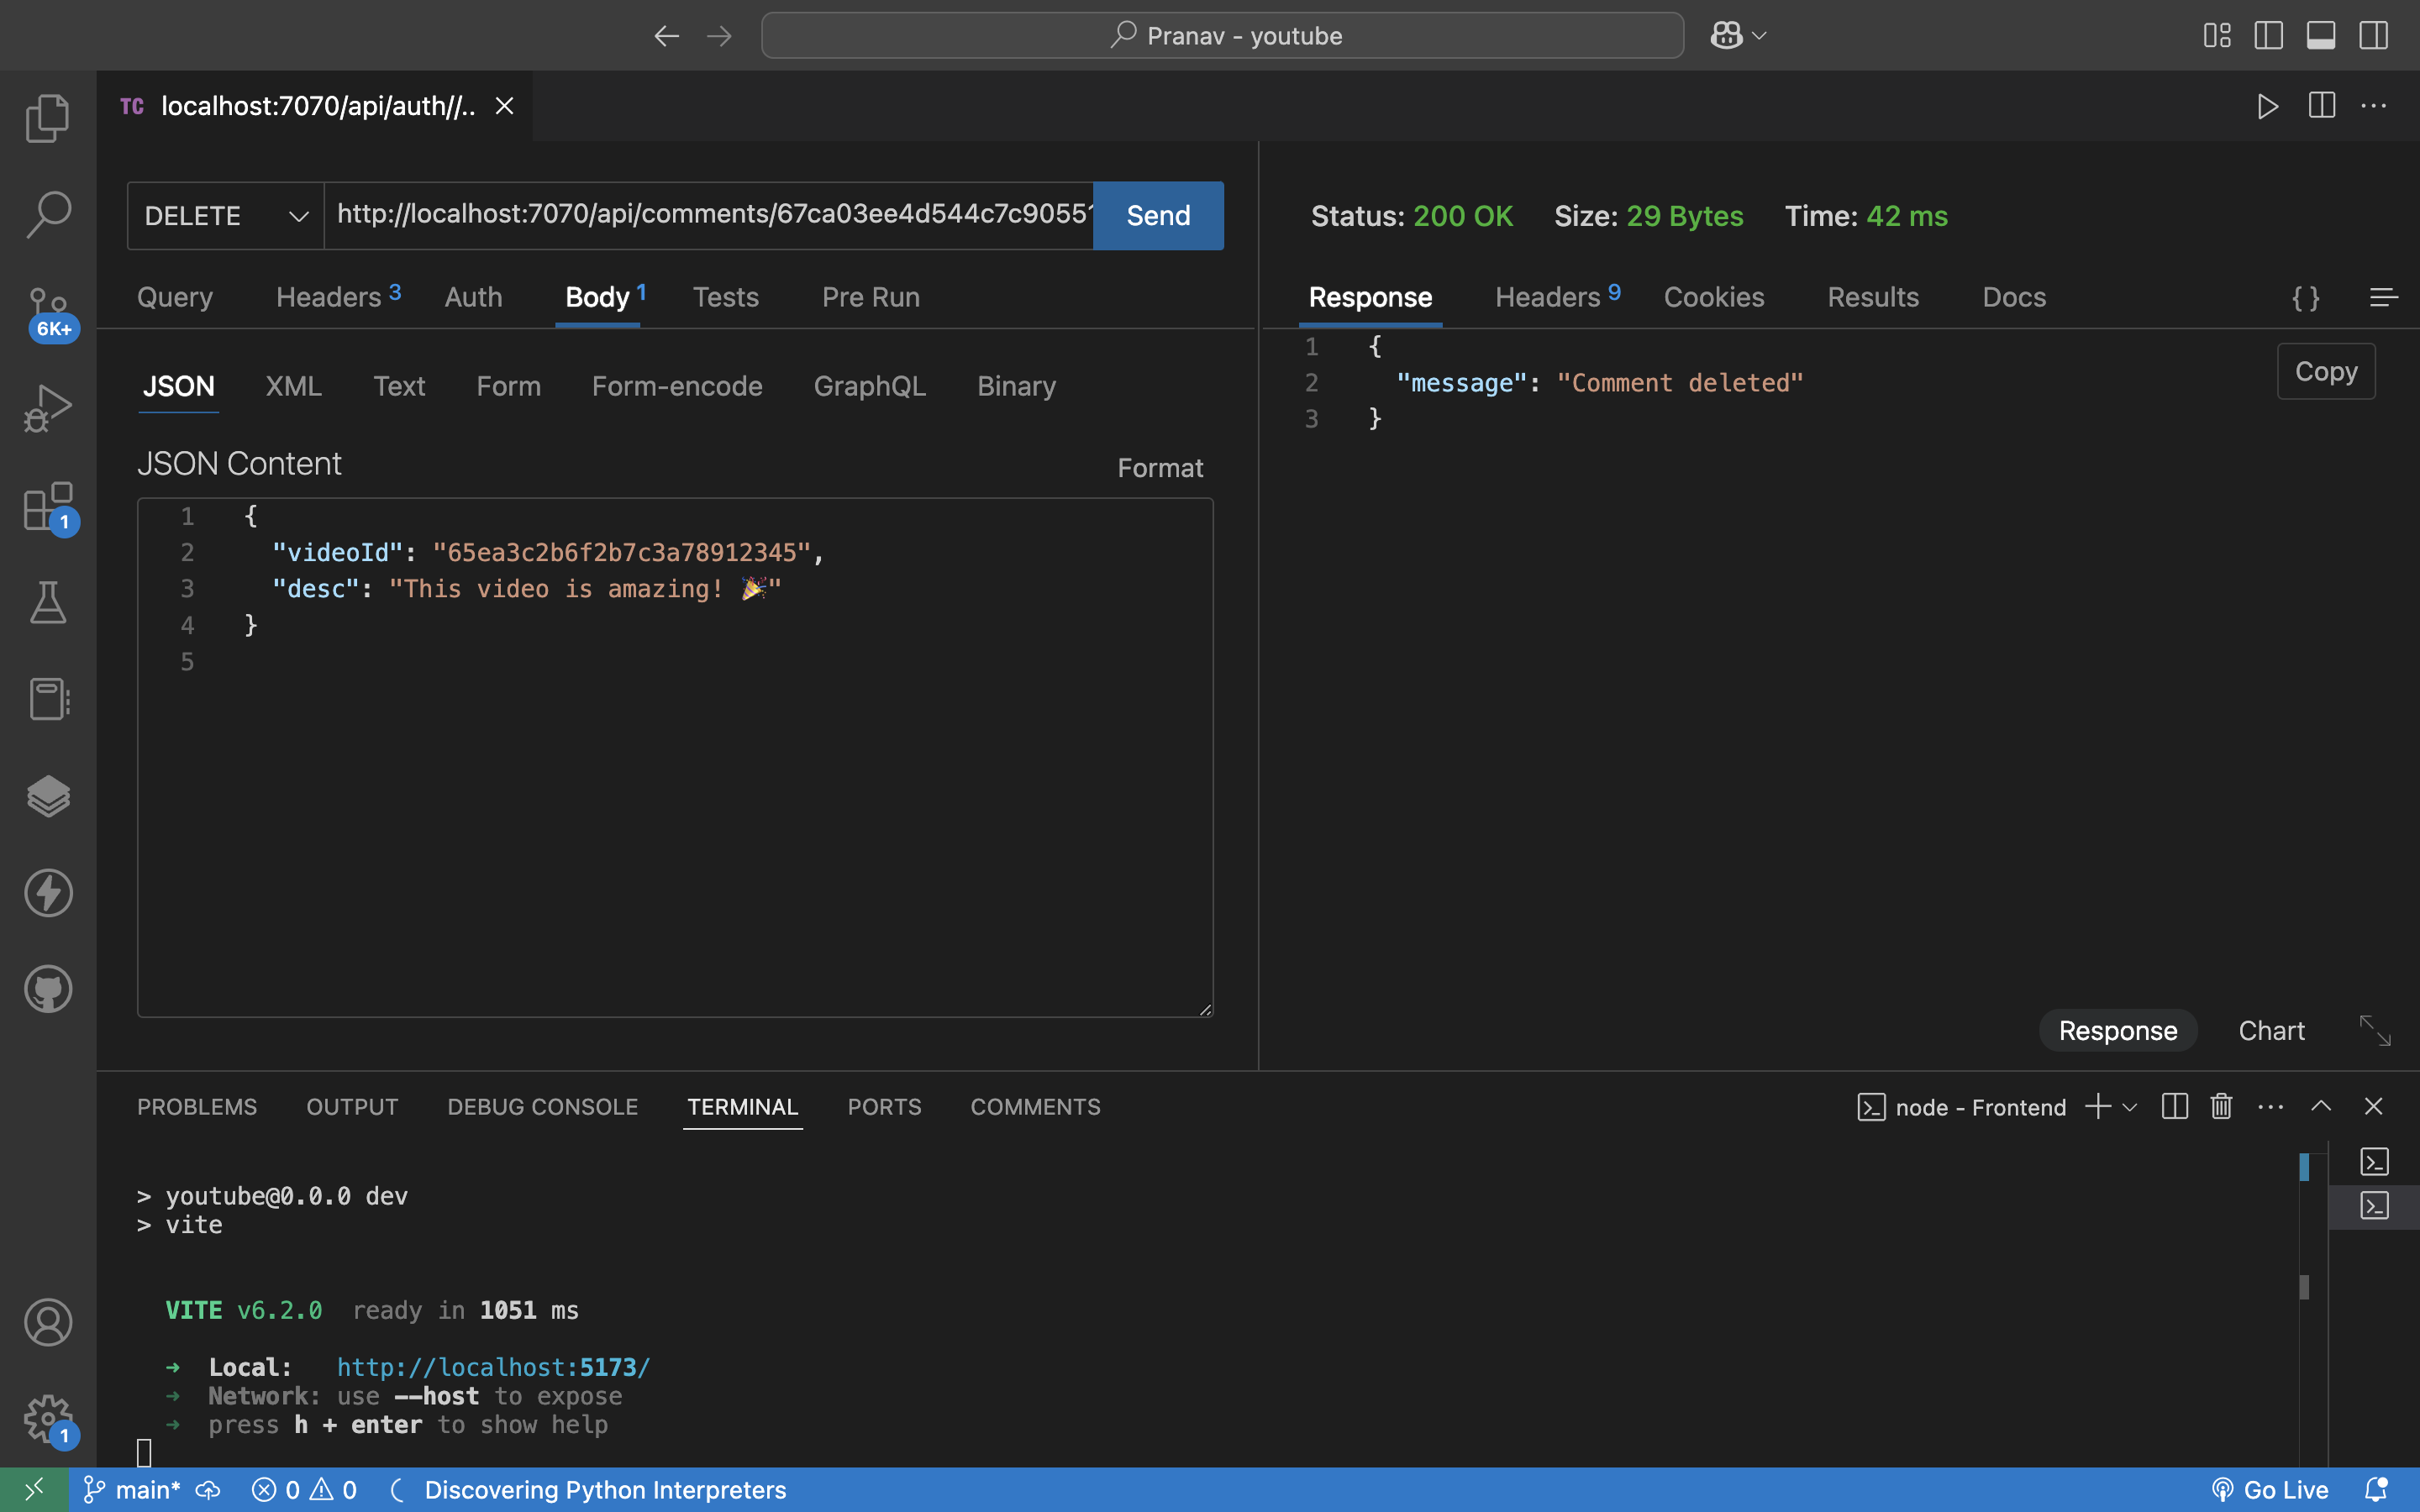 Pranav - youtube
TC localhost:7070/api/auth//..
DELETE
http://localhost:7070/api/comments/67ca03ee4d544c7c90551
Send
Query Headers 3 Auth Body 1 Tests Pre Run
JSON XML Text Form Form-encode GraphQL Binary
JSON Content
Format
1 {
2 "videoId": "65ea3c2b6f2b7c3a78912345",
3 "desc": "This video is amazing! 🎉"
4 }
5
Status: 200 OK Size: 29 Bytes Time: 42 ms
Response Headers 9 Cookies Results Docs {}
1 {
2 "message": "Comment deleted"
3 }
Copy
Response Chart
6K+
1
1
PROBLEMS OUTPUT DEBUG CONSOLE TERMINAL PORTS COMMENTS
node - Frontend
> youtube@0.0.0 dev
> vite
VITE v6.2.0 ready in 1051 ms
➜ Local: http://localhost:5173/
➜ Network: use --host to expose
➜ press h + enter to show help
main* 0 0 Discovering Python Interpreters
Go Live